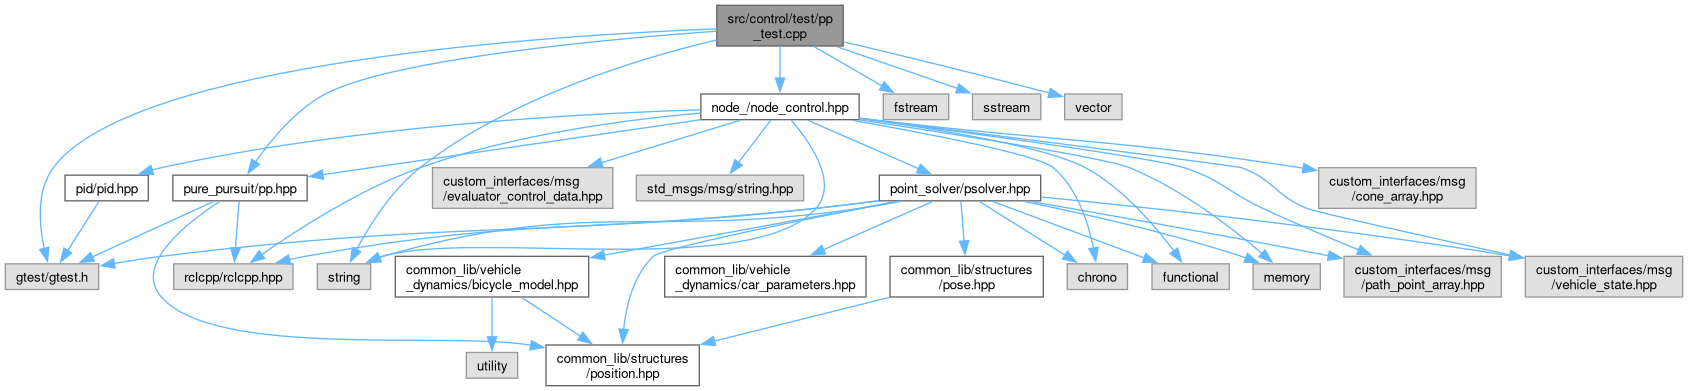 src/control/test/pp
_test.cpp
node_/node_control.hpp
fstream
sstream
vector
pid/pid.hpp
pure_pursuit/pp.hpp
custom_interfaces/msg
/evaluator_control_data.hpp
std_msgs/msg/string.hpp
point_solver/psolver.hpp
custom_interfaces/msg
/cone_array.hpp
gtest/gtest.h
rclcpp/rclcpp.hpp
string
common_lib/vehicle
_dynamics/bicycle_model.hpp
common_lib/vehicle
_dynamics/car_parameters.hpp
common_lib/structures
/pose.hpp
chrono
functional
memory
custom_interfaces/msg
/path_point_array.hpp
custom_interfaces/msg
/vehicle_state.hpp
utility
common_lib/structures
/position.hpp